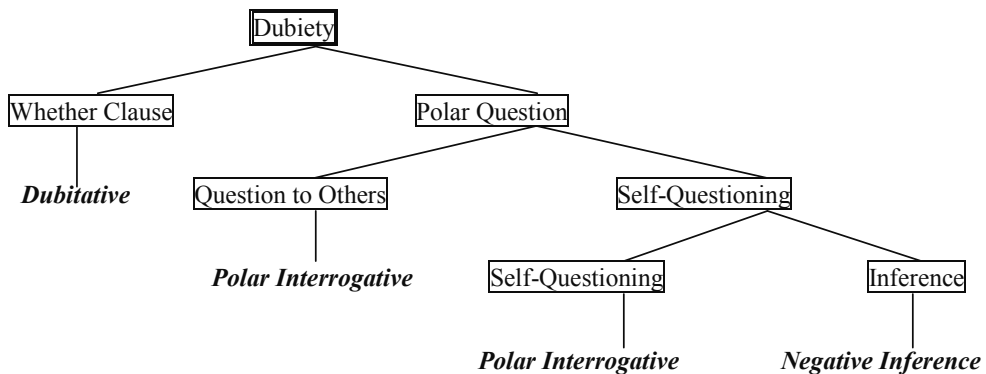 Dubiety
Whether Clause
Polar Question
Dubitative
Question to Others
Self-Questioning
Polar Interrogative
Self-Questioning
Inference
Polar Interrogative
Negative Inference